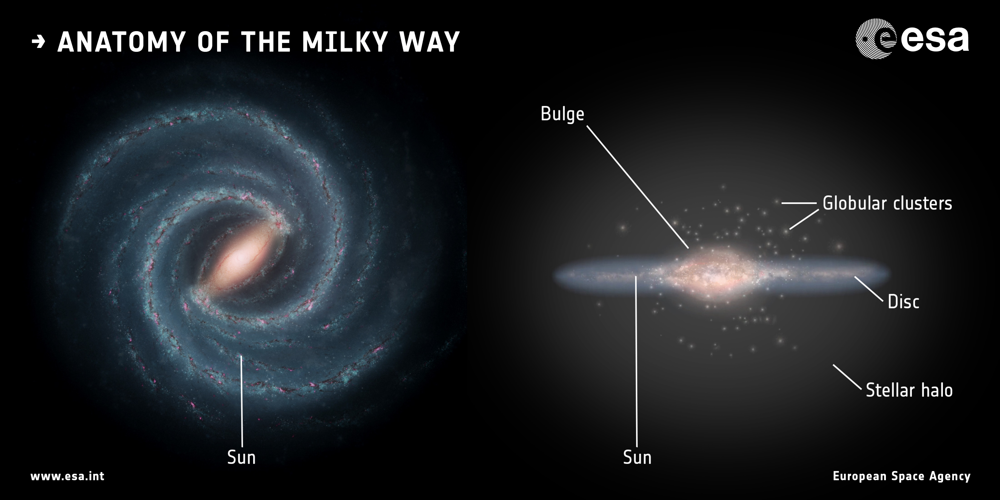 → ANATOMY OF THE MILKY WAY
esa
Bulge
Globular clusters
Disc
Stellar halo
Sun
Sun
www.esa.int
European Space Agency